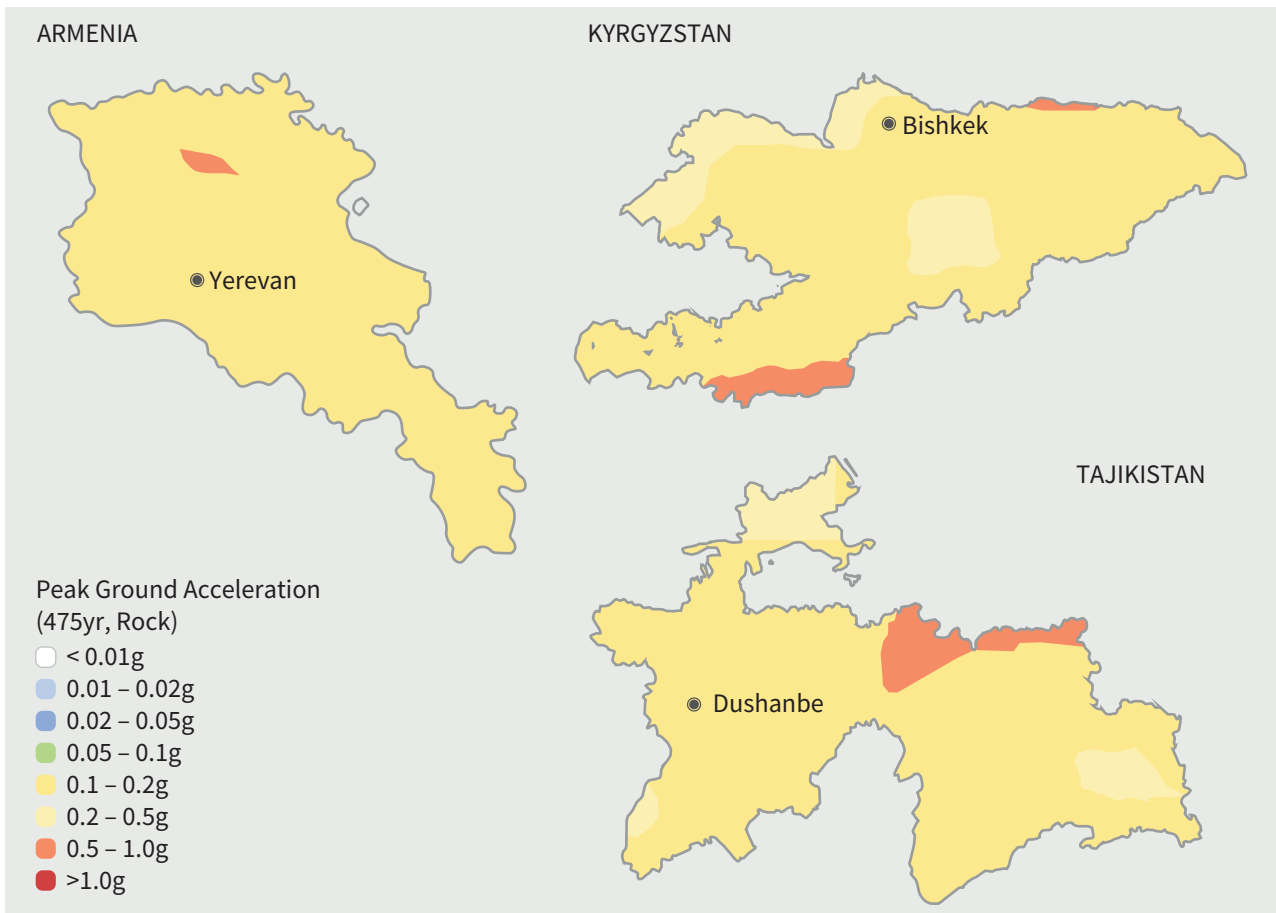 ARMENIA
KYRGYZSTAN
Bishkek
Yerevan
TAJIKISTAN
Dushanbe
Peak Ground Acceleration
(475yr, Rock)
< 0.01g
0.01 – 0.02g
0.02 – 0.05g
0.05 – 0.1g
0.1 – 0.2g
0.2 – 0.5g
0.5 – 1.0g
>1.0g